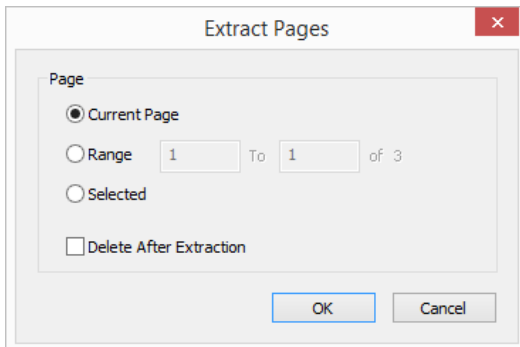 Extract Pages
Page
Current Page
Range 1 To 1 of 3
Selected
Delete After Extraction
OK Cancel